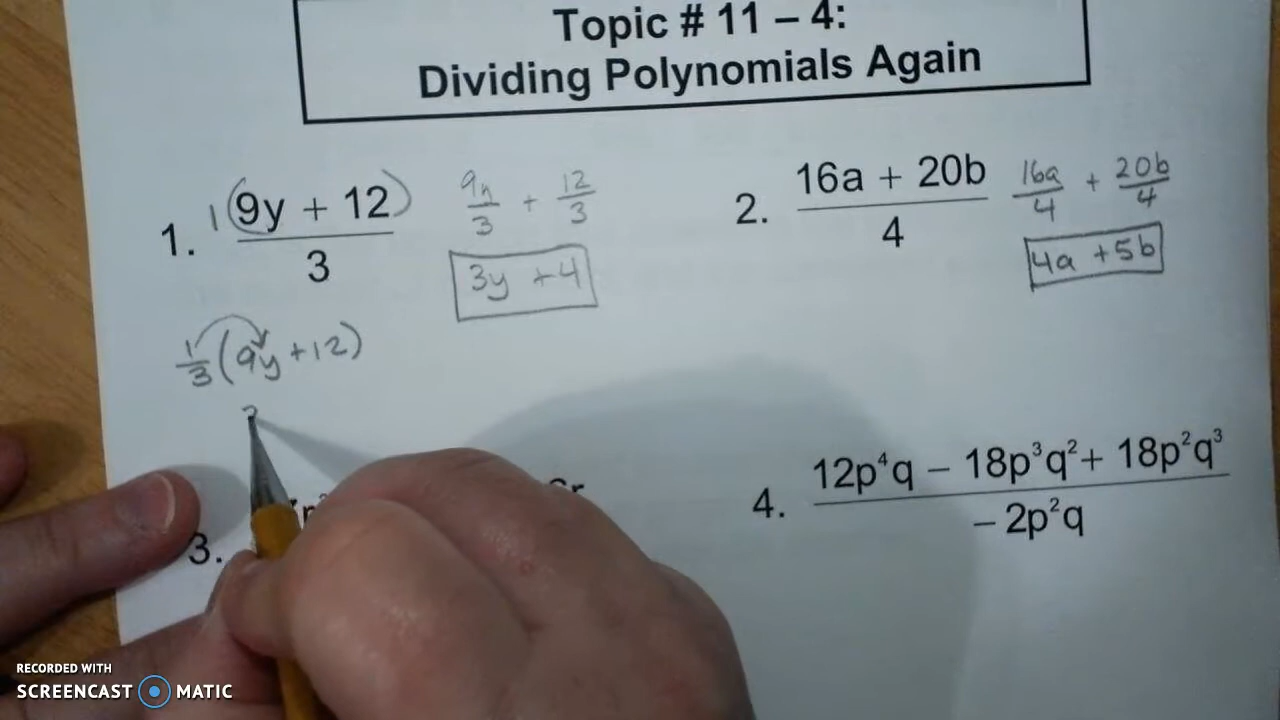 Topic # 11 – 4:
Dividing Polynomials Again
1. 1(9y + 12) / 3
9y/3 + 12/3
3y + 4
1/3 (9y + 12)
2. 16a + 20b / 4
16a/4 + 20b/4
4a + 5b
3.
4. 12p⁴q – 18p³q² + 18p²q³ / – 2p²q
RECORDED WITH
SCREENCAST MATIC